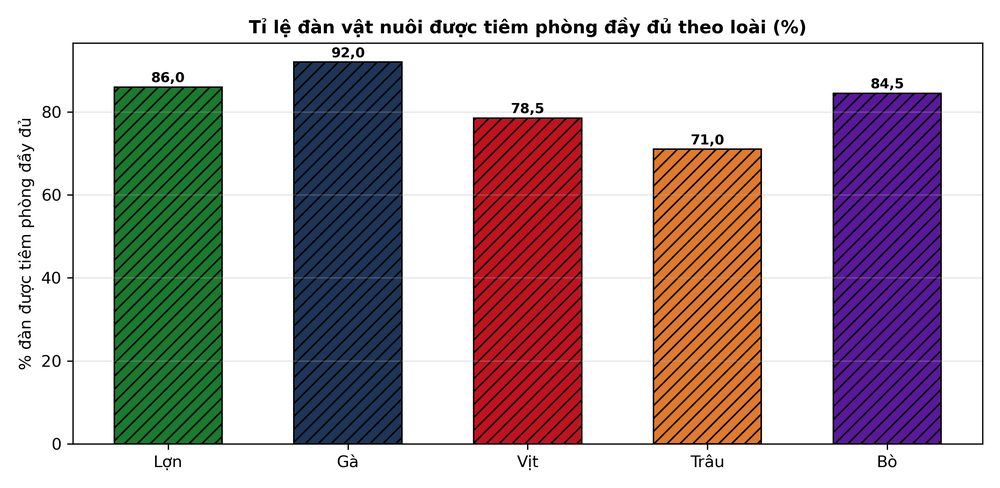 Tỉ lệ đàn vật nuôi được tiêm phòng đầy đủ theo loài (%)
% đàn được tiêm phòng đầy đủ
80
60
40
20
0
86,0
92,0
78,5
71,0
84,5
Lợn
Gà
Vịt
Trâu
Bò